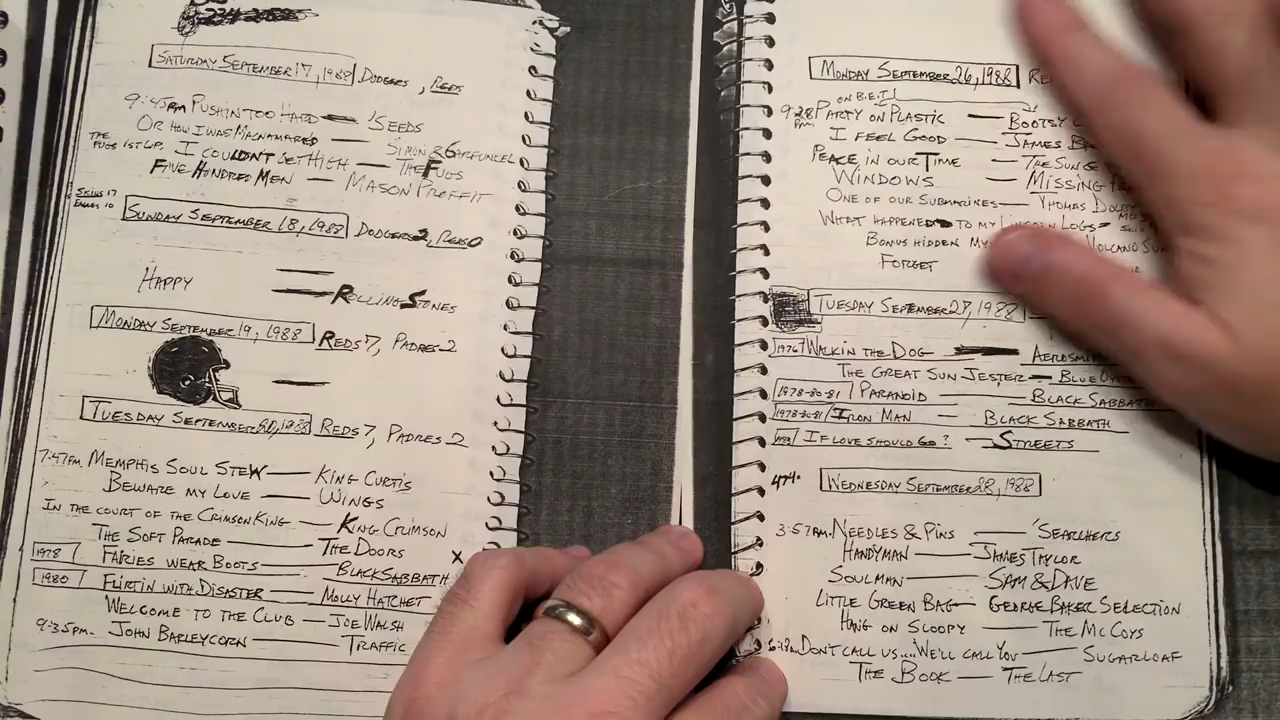 SATURDAY SEPTEMBER 17, 1988 DODGERS, REDS
9:45PM PUSHIN TOO HARD — SEEDS
OR HOW I WAS MCNAMARE'D — SIMON & GARFUNKEL
THE FUGS 1ST LP. I COULDN'T GET HIGH — THE FUGS
FIVE HUNDRED MEN — MASON PROFFIT
SKINS 17
EAGLES 10
SUNDAY SEPTEMBER 18, 1988 DODGERS 2, REDS 0
HAPPY — ROLLING STONES
MONDAY SEPTEMBER 19, 1988 REDS 7, PADRES 2
TUESDAY SEPTEMBER 20, 1988 REDS 7, PADRES 2
7:47PM. MEMPHIS SOUL STEW — KING CURTIS
BEWARE MY LOVE — WINGS
IN THE COURT OF THE CRIMSON KING — KING CRIMSON
THE SOFT PARADE — THE DOORS X
1978 FAIRIES WEAR BOOTS — BLACK SABBATH
1980 FLIRTIN WITH DISASTER — MOLLY HATCHET
WELCOME TO THE CLUB — JOE WALSH
9:35PM. JOHN BARLEYCORN — TRAFFIC
MONDAY SEPTEMBER 26, 1988
ON B.E.T.
9:28PM PARTY ON PLASTIC — BOOTSY
I FEEL GOOD — JAMES
PEACE IN OUR TIME — THE
WINDOWS — MISSING
ONE OF OUR SUBMARINES — THOMAS
WHAT HAPPENED TO MY LINCOLN LOGS
BONUS HIDDEN VOLCANO
FORGET
TUESDAY SEPTEMBER 27, 1988
1976 WALKIN THE DOG — AEROSMITH
THE GREAT SUN JESTER — BLUE
1978-80-81 PARANOID — BLACK SABBATH
1978-80-81 IRON MAN — BLACK SABBATH
IF LOVE SHOULD GO? — STREETS
474. WEDNESDAY SEPTEMBER 28, 1988
3:57PM. NEEDLES & PINS — SEARCHERS
HANDYMAN — JAMES TAYLOR
SOULMAN — SAM & DAVE
LITTLE GREEN BAG — GEORGE BAKER SELECTION
HANG ON SLOOPY — THE MCCOYS
DON'T CALL US...WE'LL CALL YOU — SUGARLOAF
THE BOOK — THE LAST